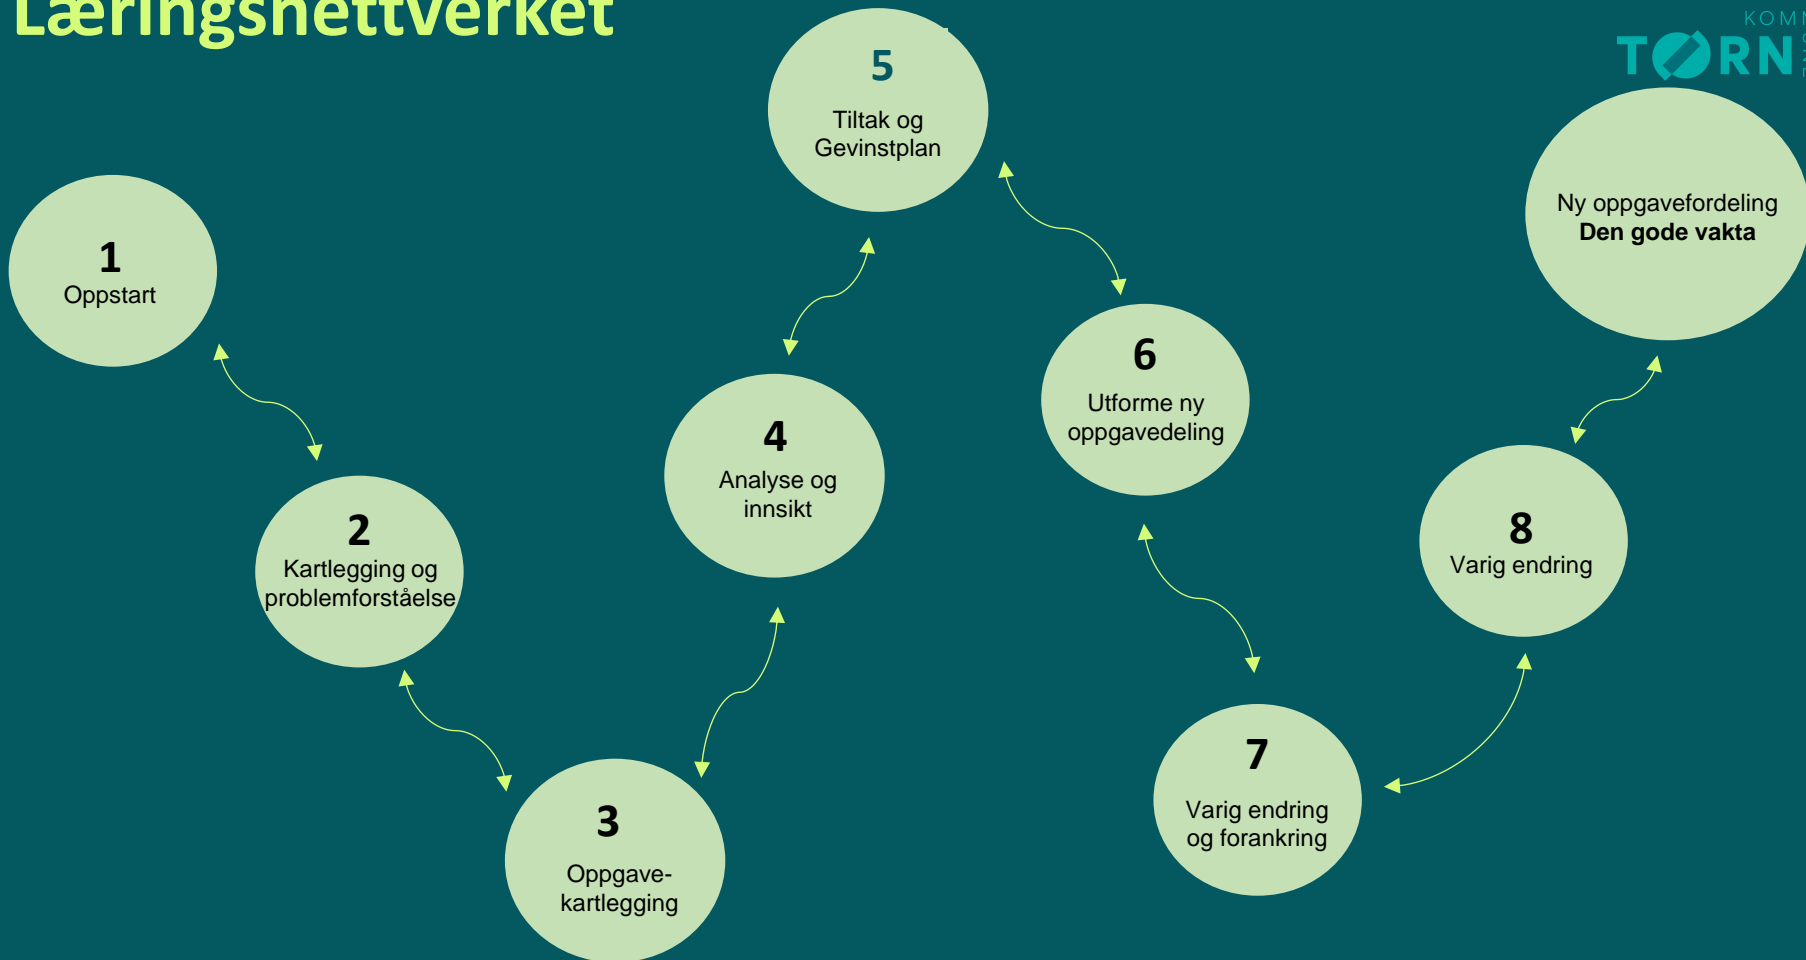 Læringsnettverket
TØRN
1
Oppstart
2
Kartlegging og
problemforståelse
3
Oppgave-
kartlegging
4
Analyse og
innsikt
5
Tiltak og
Gevinstplan
6
Utforme ny
oppgavedeling
7
Varig endring
og forankring
8
Varig endring
Ny oppgavefordeling
Den gode vakta